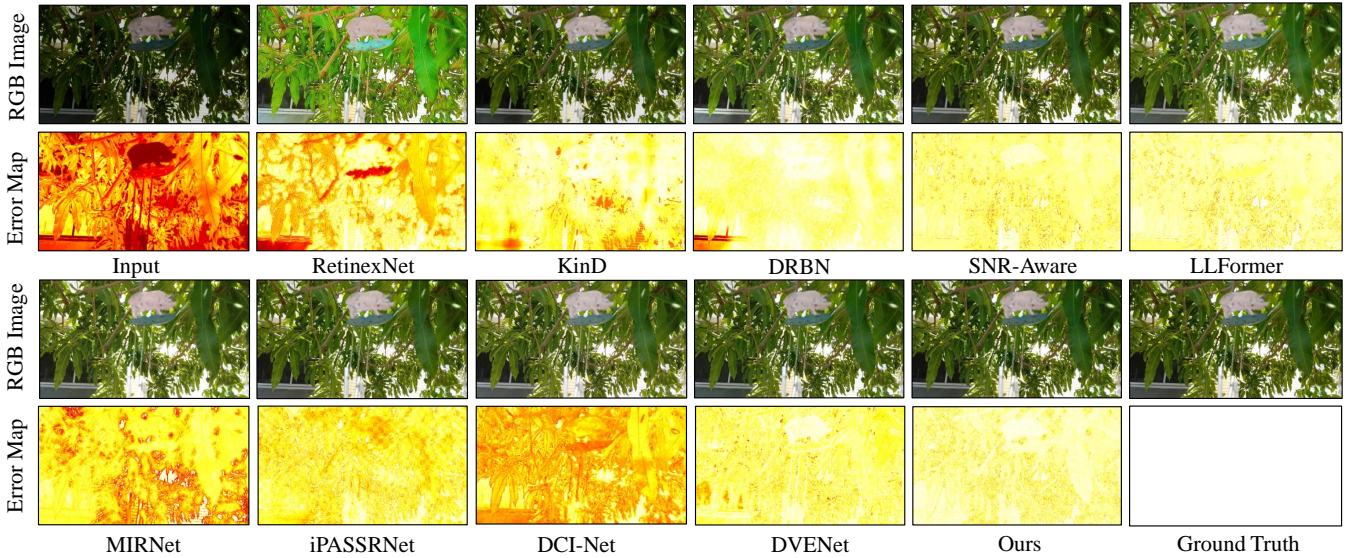 RGB Image
Error Map
Input RetinexNet KinD DRBN SNR-Aware LLFormer
RGB Image
Error Map
MIRNet iPASSRNet DCI-Net DVENet Ours Ground Truth